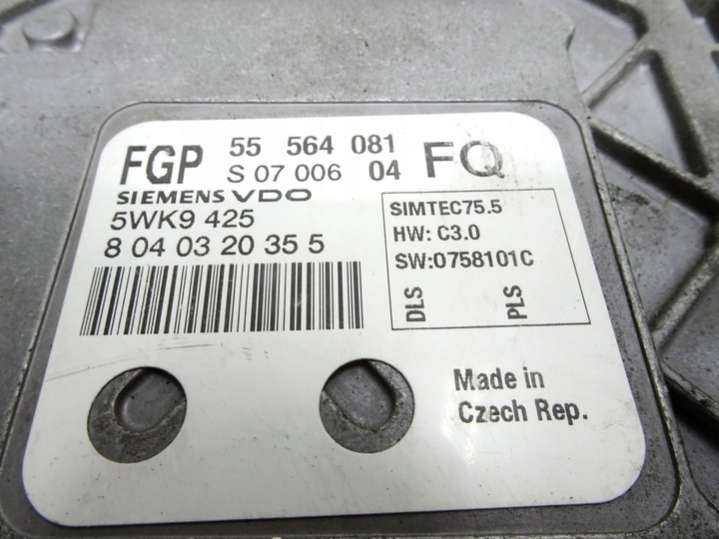 FGP 55 564 081 FQ
S 07 006 04
SIEMENS VDO
5WK9 425
8 04 03 20 35 5
SIMTEC75.5
HW: C3.0
SW:0758101C
DLS PLS
Made in
Czech Rep.